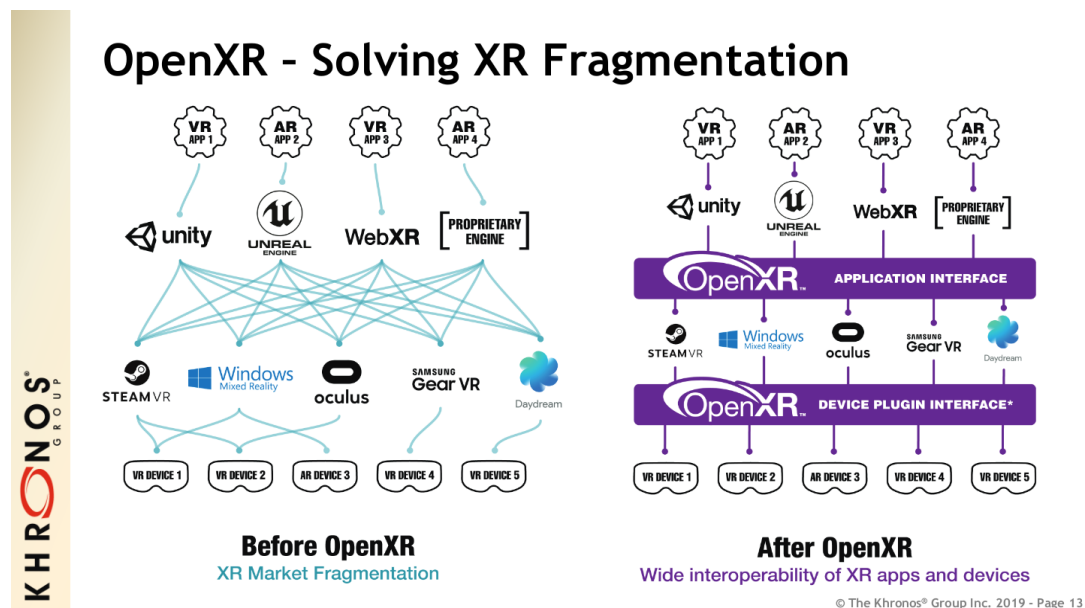 OpenXR – Solving XR Fragmentation
VR
APP 1
AR
APP 2
VR
APP 3
AR
APP 4
unity
UNREAL
ENGINE
WebXR
PROPRIETARY
ENGINE
STEAMVR
Windows
Mixed Reality
oculus
SAMSUNG
Gear VR
Daydream
VR DEVICE 1
VR DEVICE 2
AR DEVICE 3
VR DEVICE 4
VR DEVICE 5
Before OpenXR
XR Market Fragmentation
VR
APP 1
AR
APP 2
VR
APP 3
AR
APP 4
unity
UNREAL
ENGINE
WebXR
PROPRIETARY
ENGINE
OpenXR™ APPLICATION INTERFACE
STEAMVR
Windows
Mixed Reality
oculus
SAMSUNG
Gear VR
Daydream
OpenXR™ DEVICE PLUGIN INTERFACE*
VR DEVICE 1
VR DEVICE 2
AR DEVICE 3
VR DEVICE 4
VR DEVICE 5
After OpenXR
Wide interoperability of XR apps and devices
KHRONOS®
GROUP
© The Khronos® Group Inc. 2019 - Page 13